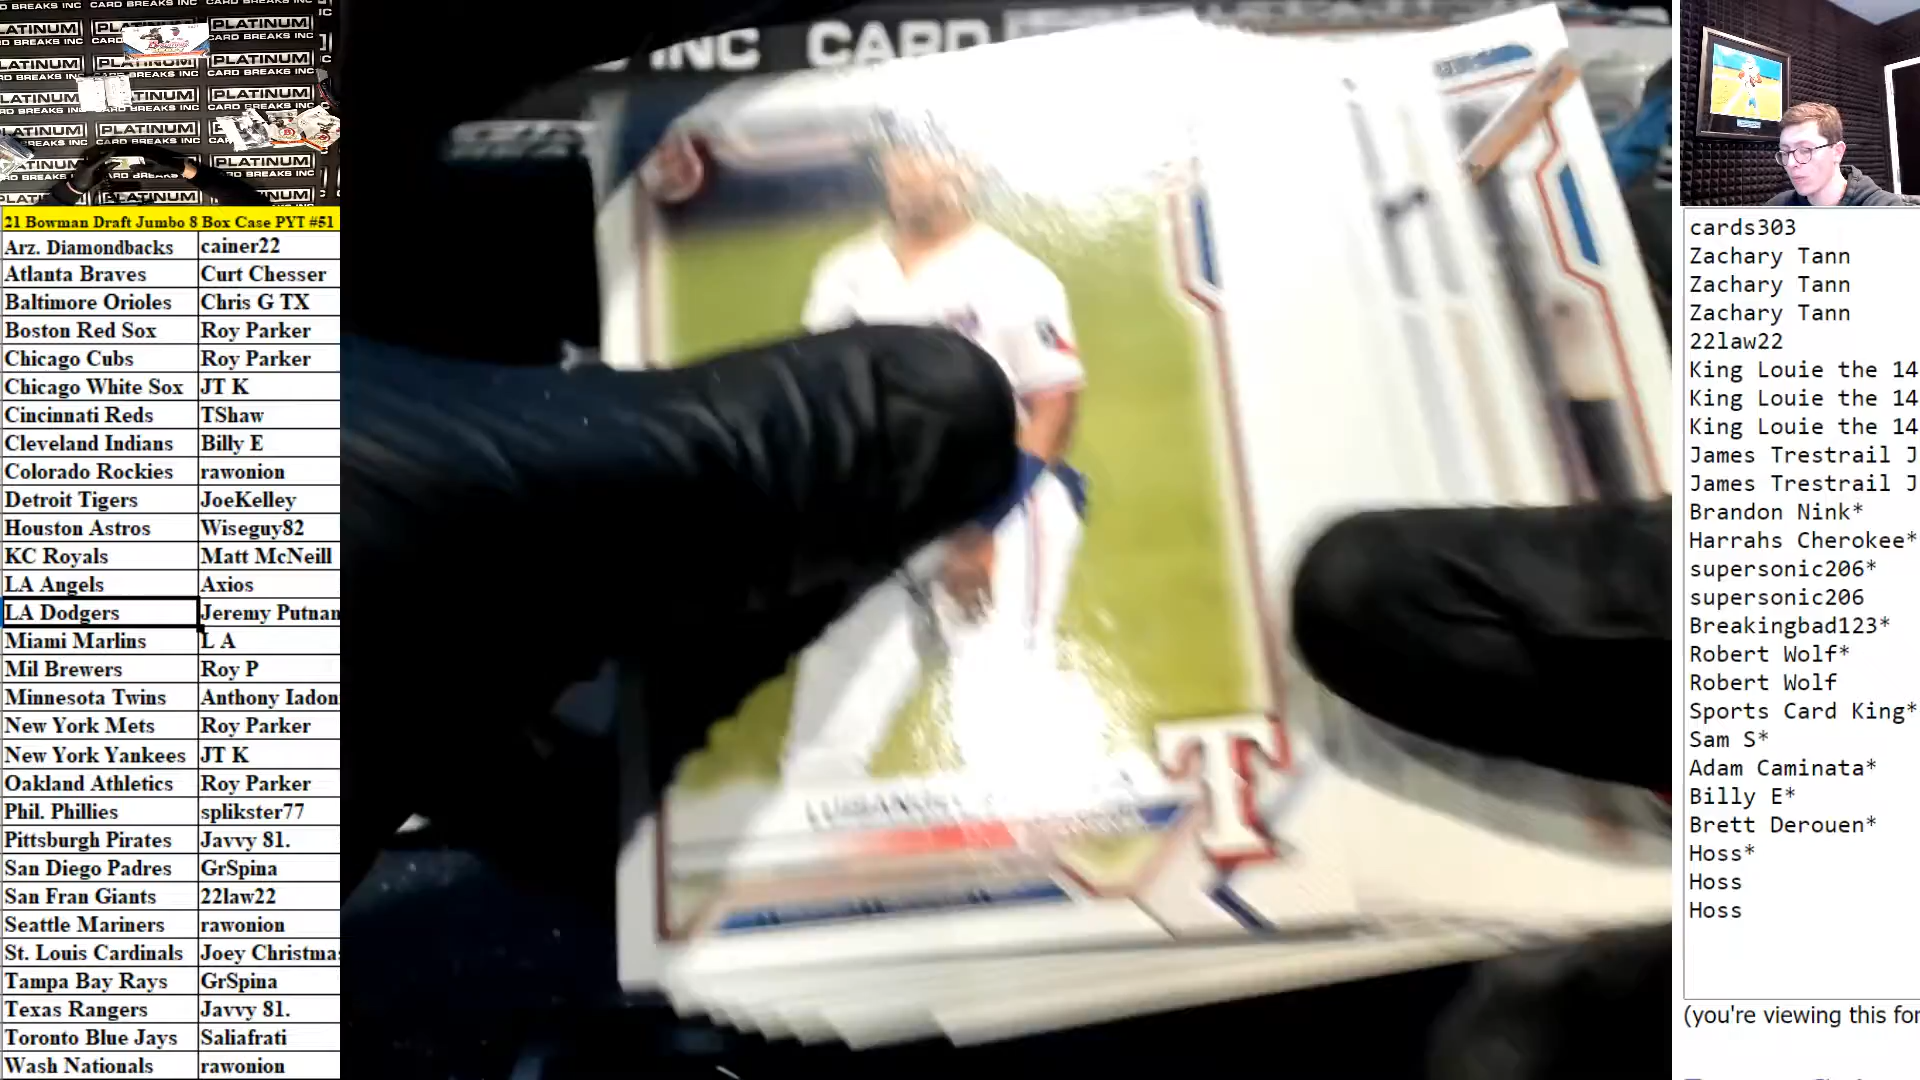 PLATINUM
CARD BREAKS INC
INC CARD
21 Bowman Draft Jumbo 8 Box Case PYT #51
Arz. Diamondbacks cainer22
Atlanta Braves Curt Chesser
Baltimore Orioles Chris G TX
Boston Red Sox Roy Parker
Chicago Cubs Roy Parker
Chicago White Sox JT K
Cincinnati Reds TShaw
Cleveland Indians Billy E
Colorado Rockies rawonion
Detroit Tigers JoeKelley
Houston Astros Wiseguy82
KC Royals Matt McNeill
LA Angels Axios
LA Dodgers Jeremy Putnan
Miami Marlins L A
Mil Brewers Roy P
Minnesota Twins Anthony Iadon
New York Mets Roy Parker
New York Yankees JT K
Oakland Athletics Roy Parker
Phil. Phillies splikster77
Pittsburgh Pirates Javvy 81.
San Diego Padres GrSpina
San Fran Giants 22law22
Seattle Mariners rawonion
St. Louis Cardinals Joey Christma
Tampa Bay Rays GrSpina
Texas Rangers Javvy 81.
Toronto Blue Jays Saliafrati
Wash Nationals rawonion
T
cards303
Zachary Tann
Zachary Tann
Zachary Tann
22law22
King Louie the 14
King Louie the 14
King Louie the 14
James Trestrail J
James Trestrail J
Brandon Nink*
Harrahs Cherokee*
supersonic206*
supersonic206
Breakingbad123*
Robert Wolf*
Robert Wolf
Sports Card King*
Sam S*
Adam Caminata*
Billy E*
Brett Derouen*
Hoss*
Hoss
Hoss
(you're viewing this for